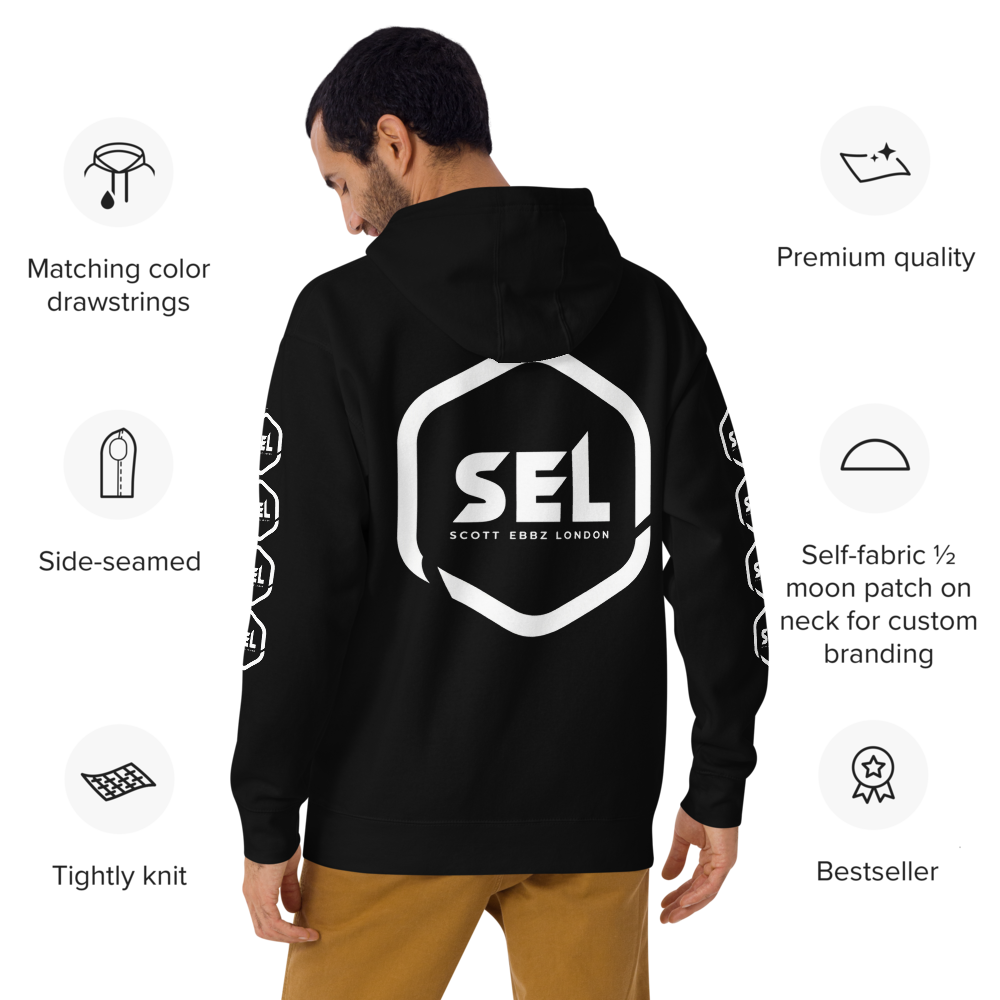 Matching color
drawstrings
Premium quality
SEL
SCOTT EBBZ LONDON
Side-seamed
Self-fabric ½
moon patch on
neck for custom
branding
Tightly knit
Bestseller